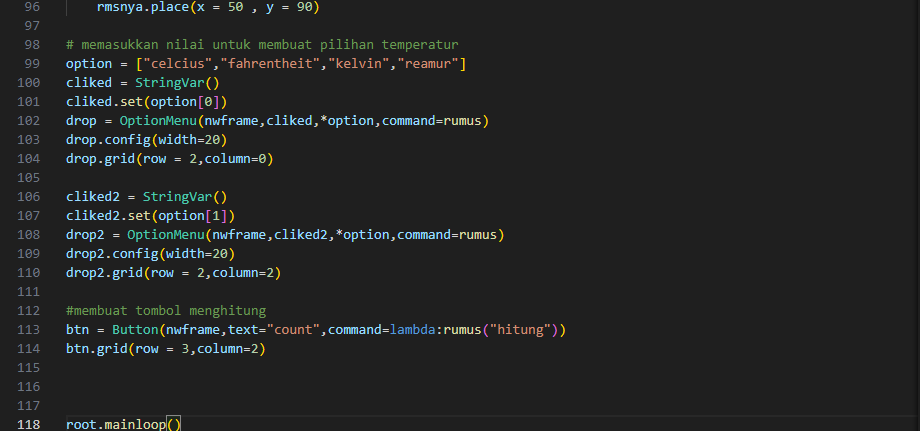 96 rmsnya.place(x = 50 , y = 90)
97
98 # memasukkan nilai untuk membuat pilihan temperatur
99 option = ["celcius","fahrentheit","kelvin","reamur"]
100 cliked = StringVar()
101 cliked.set(option[0])
102 drop = OptionMenu(nwframe,cliked,*option,command=rumus)
103 drop.config(width=20)
104 drop.grid(row = 2,column=0)
105
106 cliked2 = StringVar()
107 cliked2.set(option[1])
108 drop2 = OptionMenu(nwframe,cliked2,*option,command=rumus)
109 drop2.config(width=20)
110 drop2.grid(row = 2,column=2)
111
112 #membuat tombol menghitung
113 btn = Button(nwframe,text="count",command=lambda:rumus("hitung"))
114 btn.grid(row = 3,column=2)
115
116
117
118 root.mainloop()